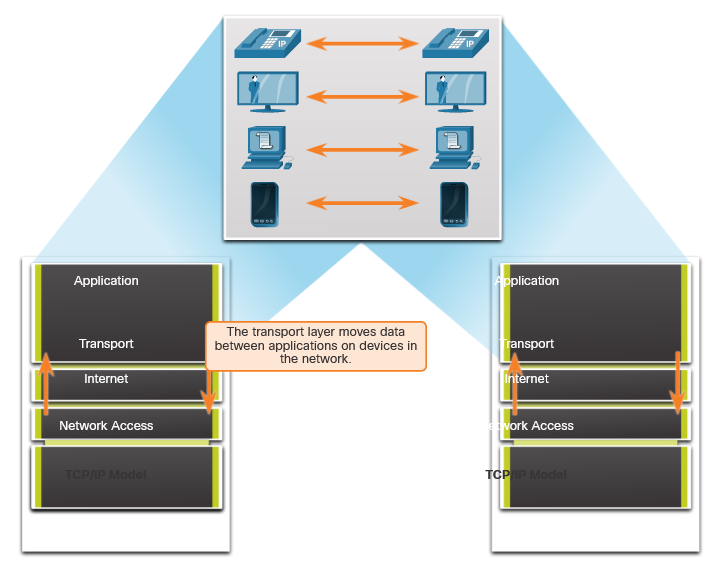 IP
IP
Application
Transport
Internet
Network Access
TCP/IP Model
The transport layer moves data
between applications on devices in
the network.
Application
Transport
Internet
Network Access
TCP/IP Model